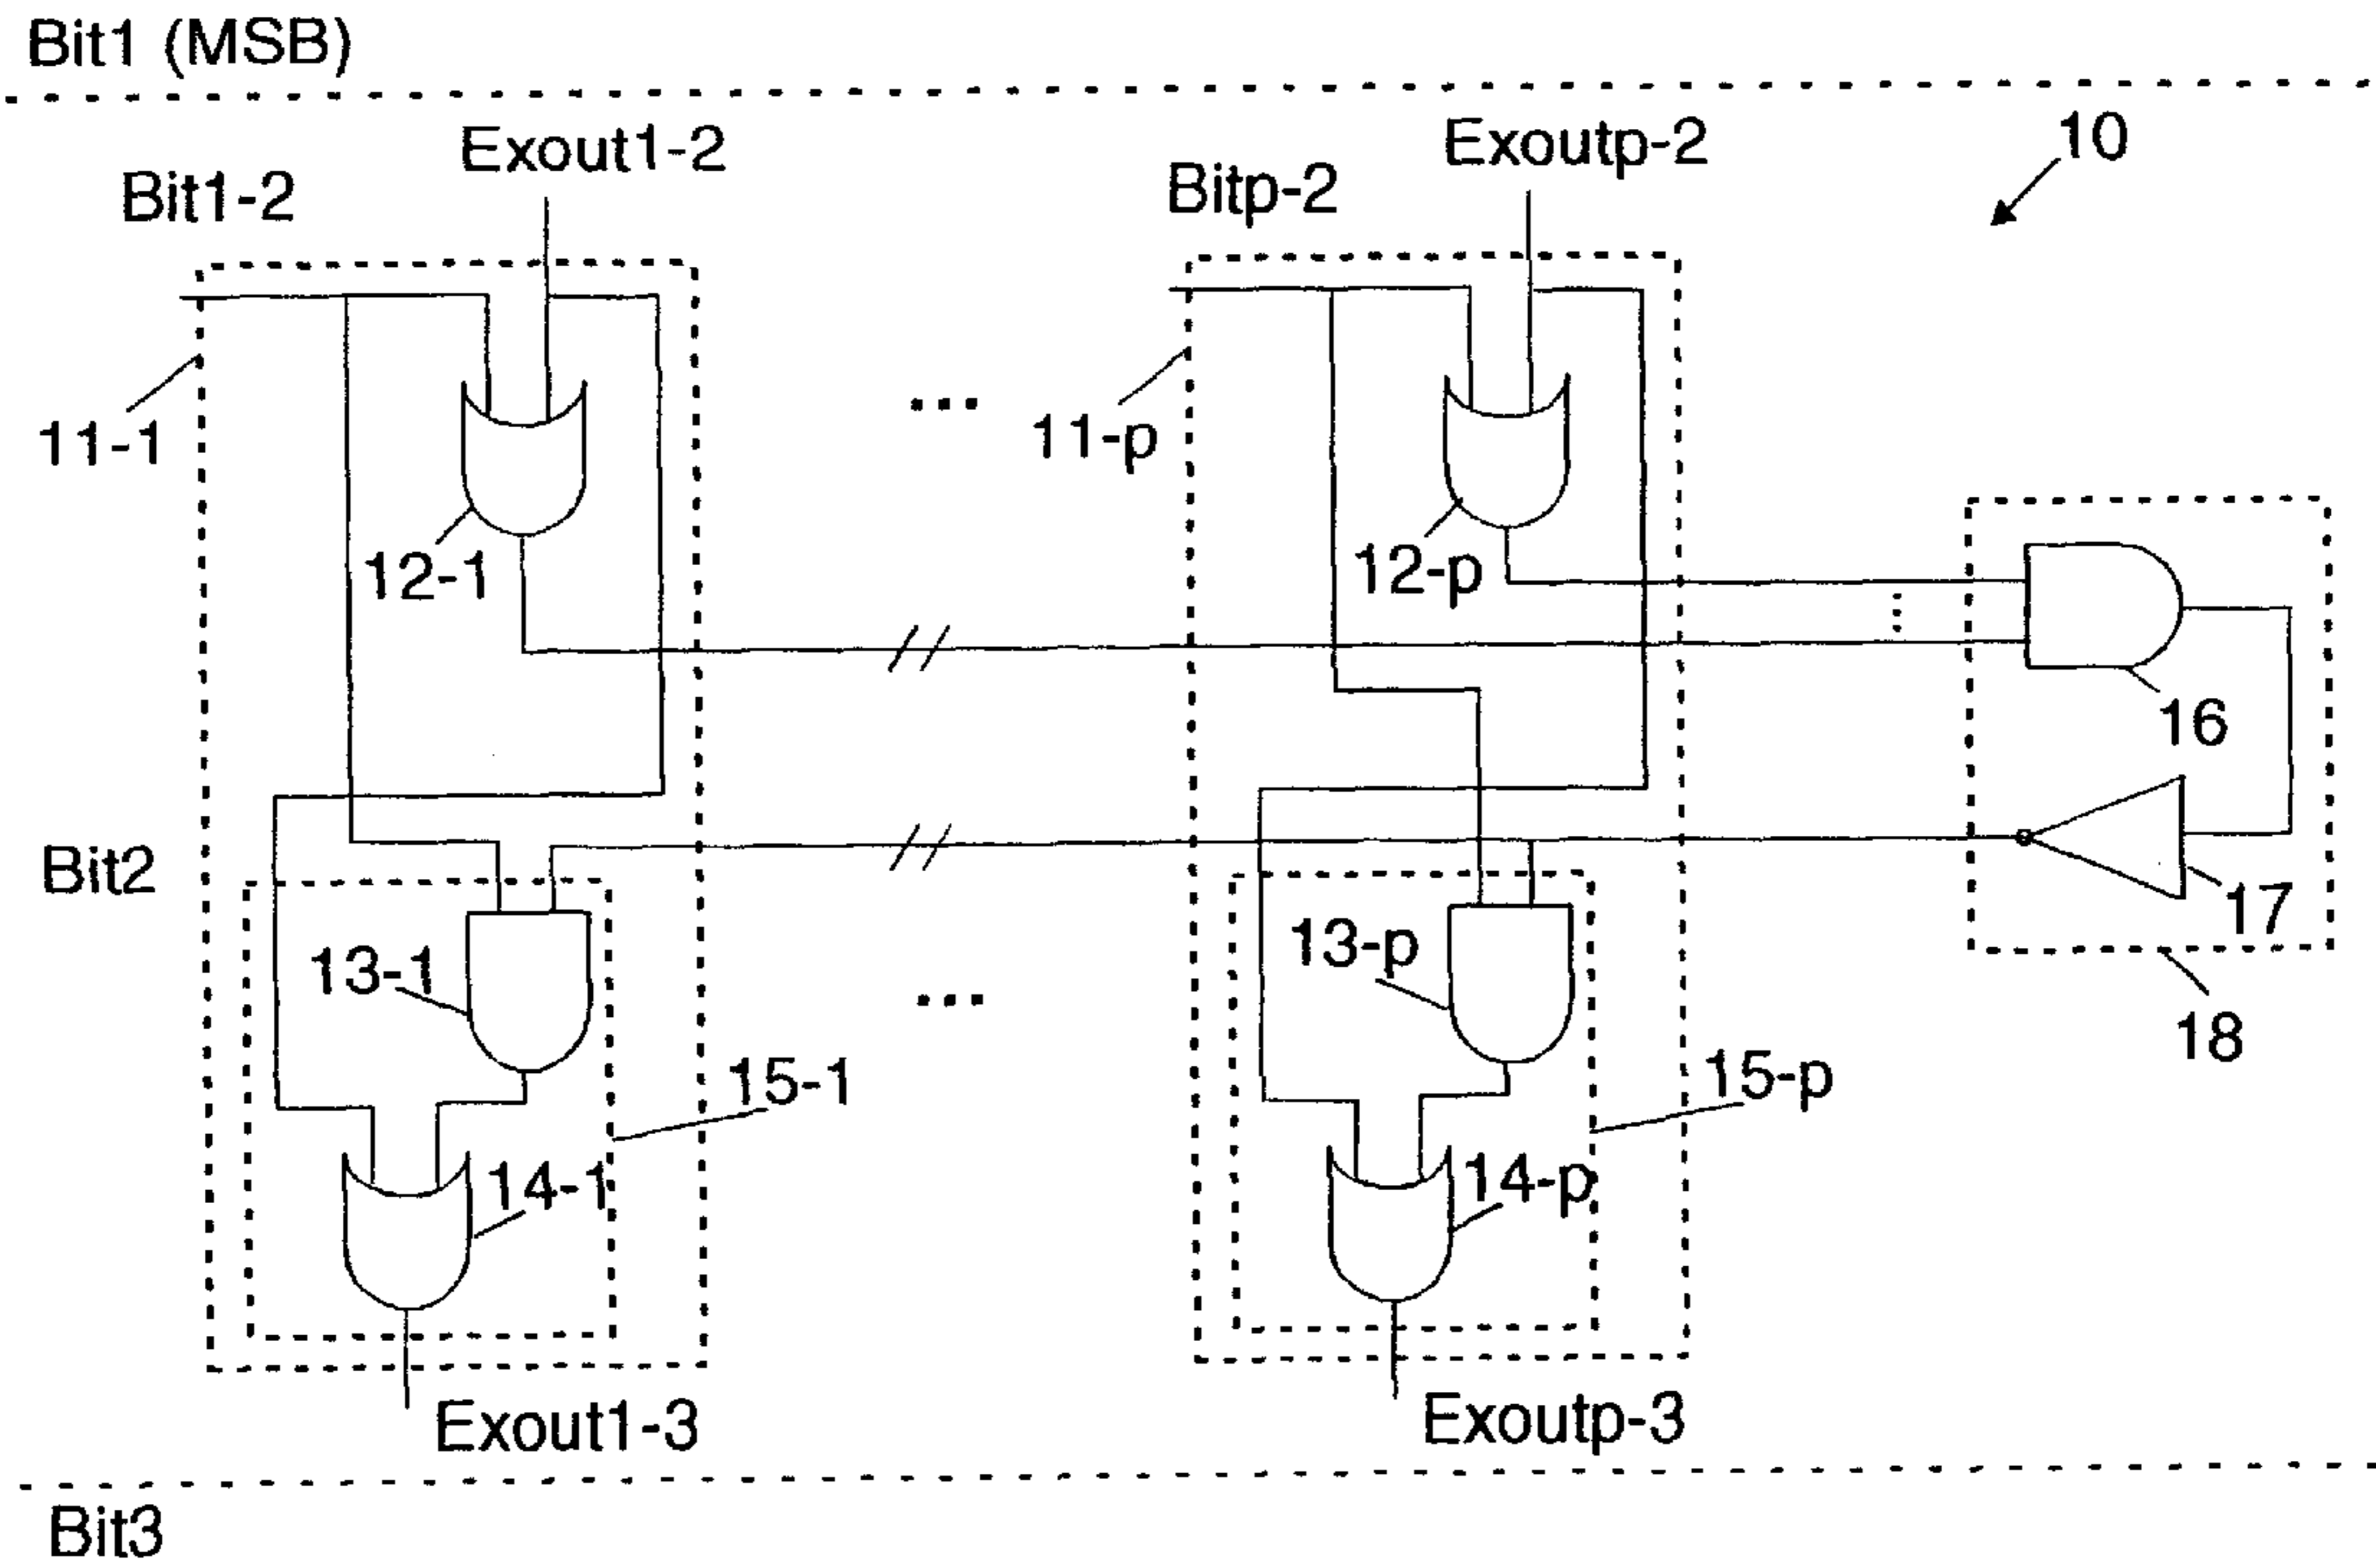 Bit1 (MSB)
Exout1-2
Exoutp-2
10
Bit1-2
Bitp-2
11-1
...
11-p
12-1
12-p
16
Bit2
17
13-1
13-p
...
18
15-1
15-p
14-1
14-p
Exout1-3
Exoutp-3
Bit3